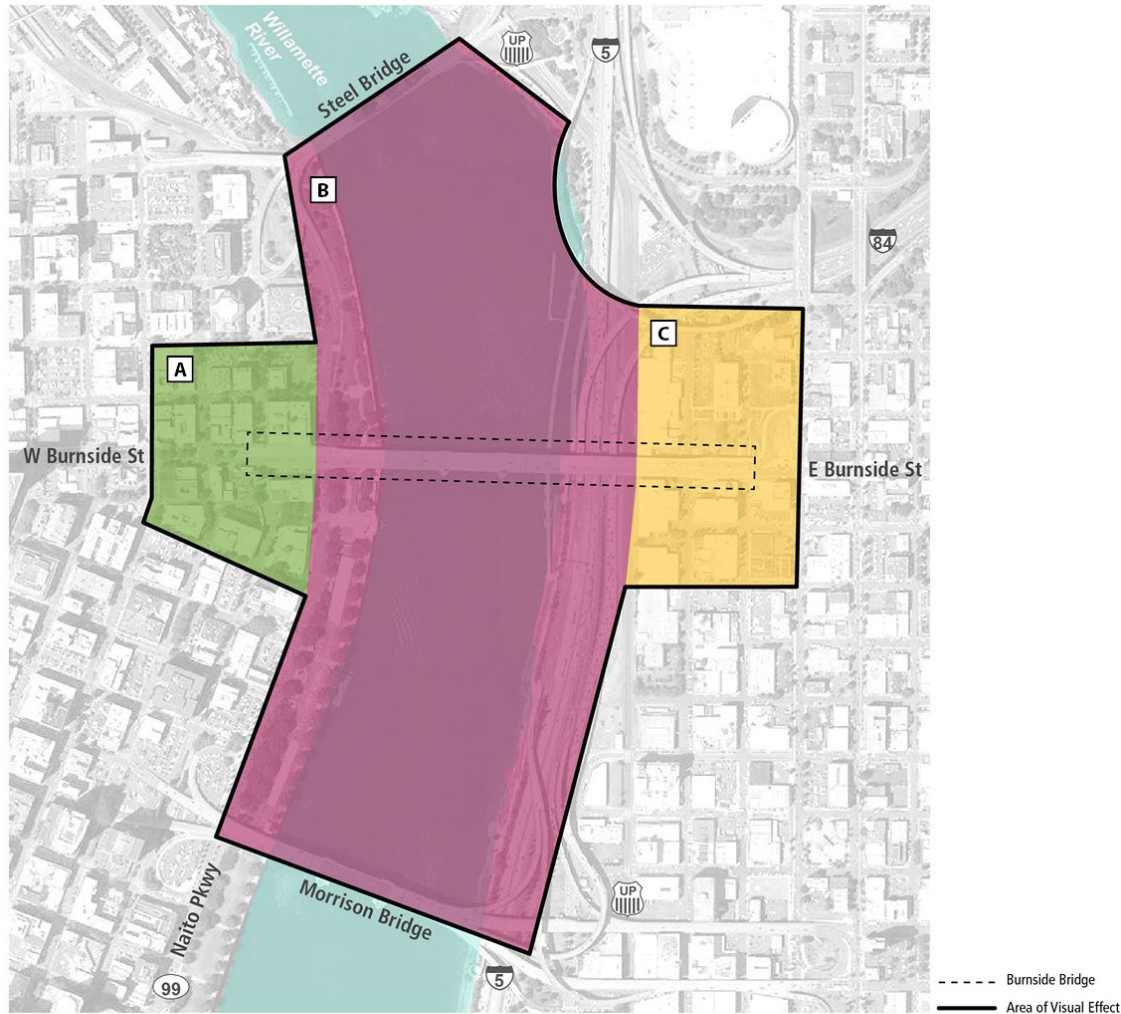 Willamette
River
Steel Bridge
UP
5
B
84
A
C
W Burnside St
E Burnside St
Morrison Bridge
Naito Pkwy
UP
99
5
Burnside Bridge
Area of Visual Effect